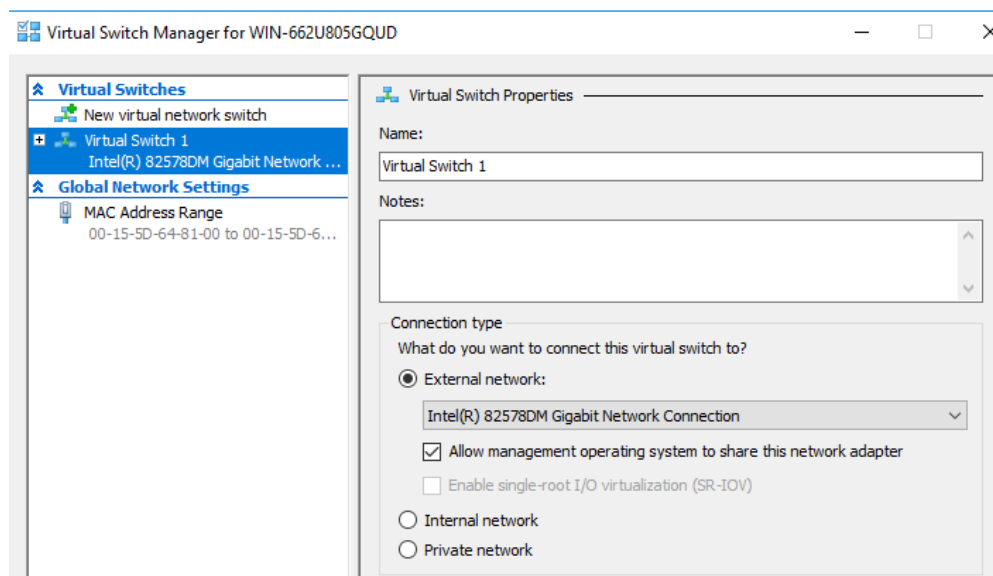 Virtual Switch Manager for WIN-662U805GQUD
Virtual Switches
New virtual network switch
Virtual Switch 1
Intel(R) 82578DM Gigabit Network ...
Global Network Settings
MAC Address Range
00-15-5D-64-81-00 to 00-15-5D-6...
Virtual Switch Properties
Name:
Virtual Switch 1
Notes:
Connection type
What do you want to connect this virtual switch to?
External network:
Intel(R) 82578DM Gigabit Network Connection
Allow management operating system to share this network adapter
Enable single-root I/O virtualization (SR-IOV)
Internal network
Private network